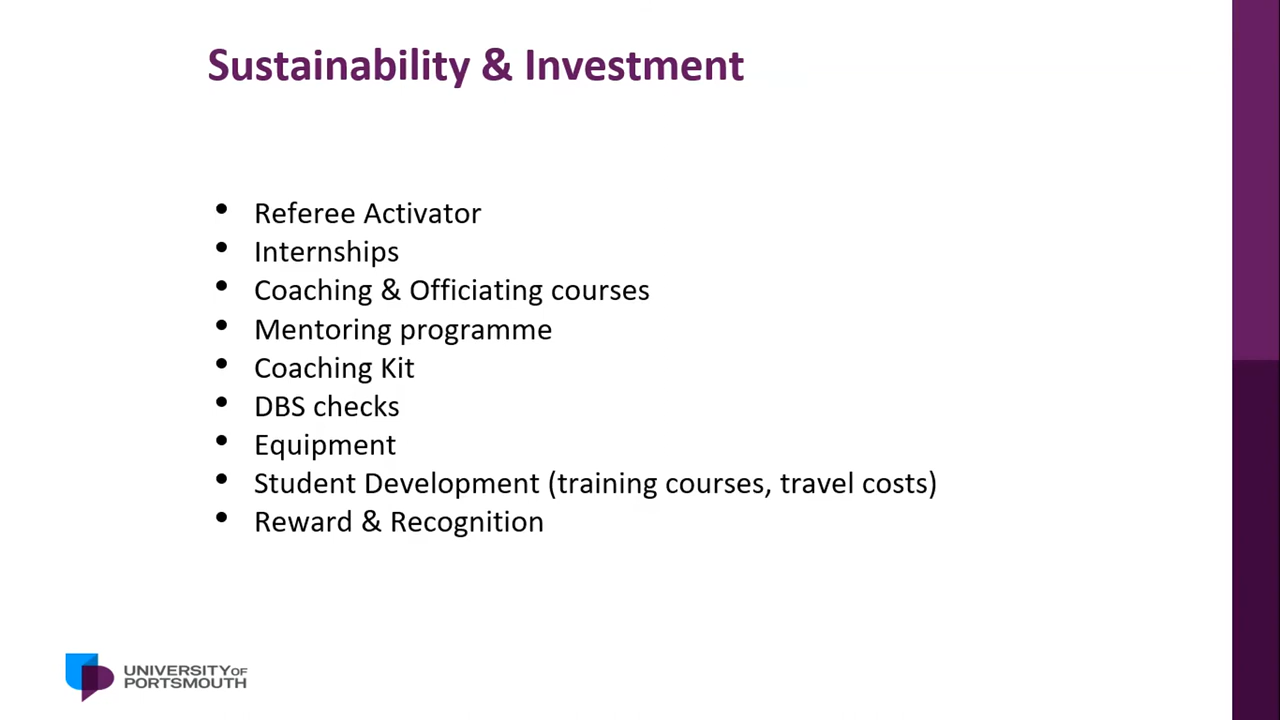 Sustainability & Investment
• Referee Activator
• Internships
• Coaching & Officiating courses
• Mentoring programme
• Coaching Kit
• DBS checks
• Equipment
• Student Development (training courses, travel costs)
• Reward & Recognition
UNIVERSITY OF
PORTSMOUTH